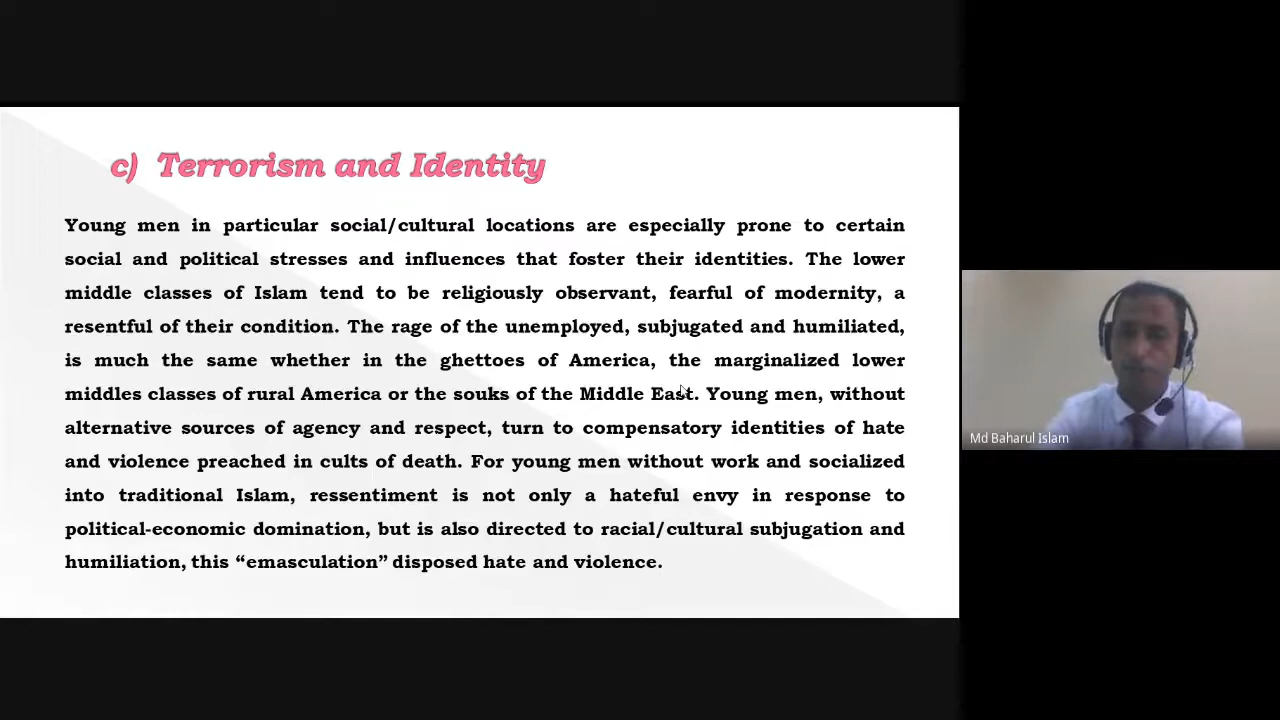 c) Terrorism and Identity
Young men in particular social/cultural locations are especially prone to certain
social and political stresses and influences that foster their identities. The lower
middle classes of Islam tend to be religiously observant, fearful of modernity, a
resentful of their condition. The rage of the unemployed, subjugated and humiliated,
is much the same whether in the ghettoes of America, the marginalized lower
middles classes of rural America or the souks of the Middle East. Young men, without
alternative sources of agency and respect, turn to compensatory identities of hate
and violence preached in cults of death. For young men without work and socialized
into traditional Islam, ressentiment is not only a hateful envy in response to
political-economic domination, but is also directed to racial/cultural subjugation and
humiliation, this “emasculation” disposed hate and violence.
Md Baharul Islam